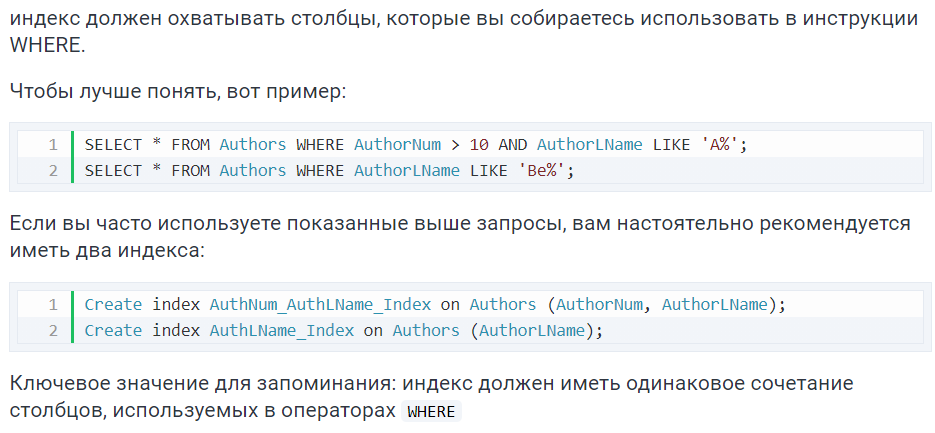 индекс должен охватывать столбцы, которые вы собираетесь использовать в инструкции
WHERE.
Чтобы лучше понять, вот пример:
1 SELECT * FROM Authors WHERE AuthorNum > 10 AND AuthorLName LIKE 'A%';
2 SELECT * FROM Authors WHERE AuthorLName LIKE 'Be%';
Если вы часто используете показанные выше запросы, вам настоятельно рекомендуется
иметь два индекса:
1 Create index AuthNum_AuthLName_Index on Authors (AuthorNum, AuthorLName);
2 Create index AuthLName_Index on Authors (AuthorLName);
Ключевое значение для запоминания: индекс должен иметь одинаковое сочетание
столбцов, используемых в операторах WHERE